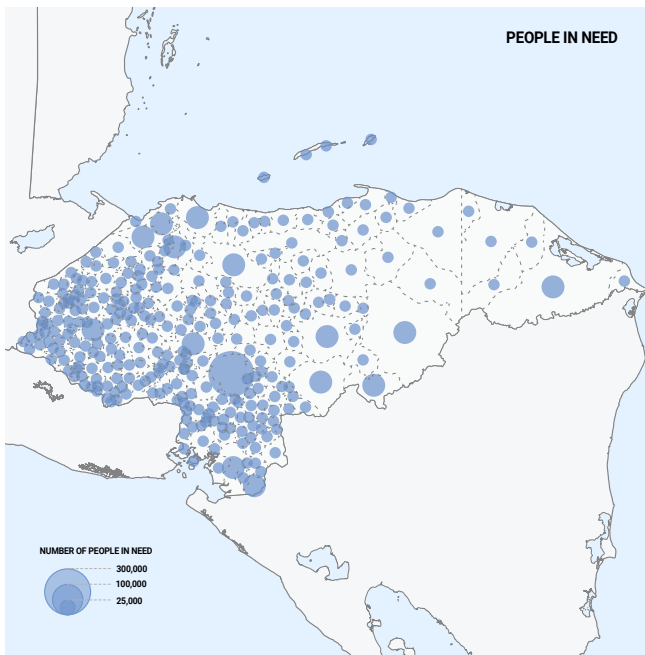 PEOPLE IN NEED
NUMBER OF PEOPLE IN NEED
300,000
100,000
25,000